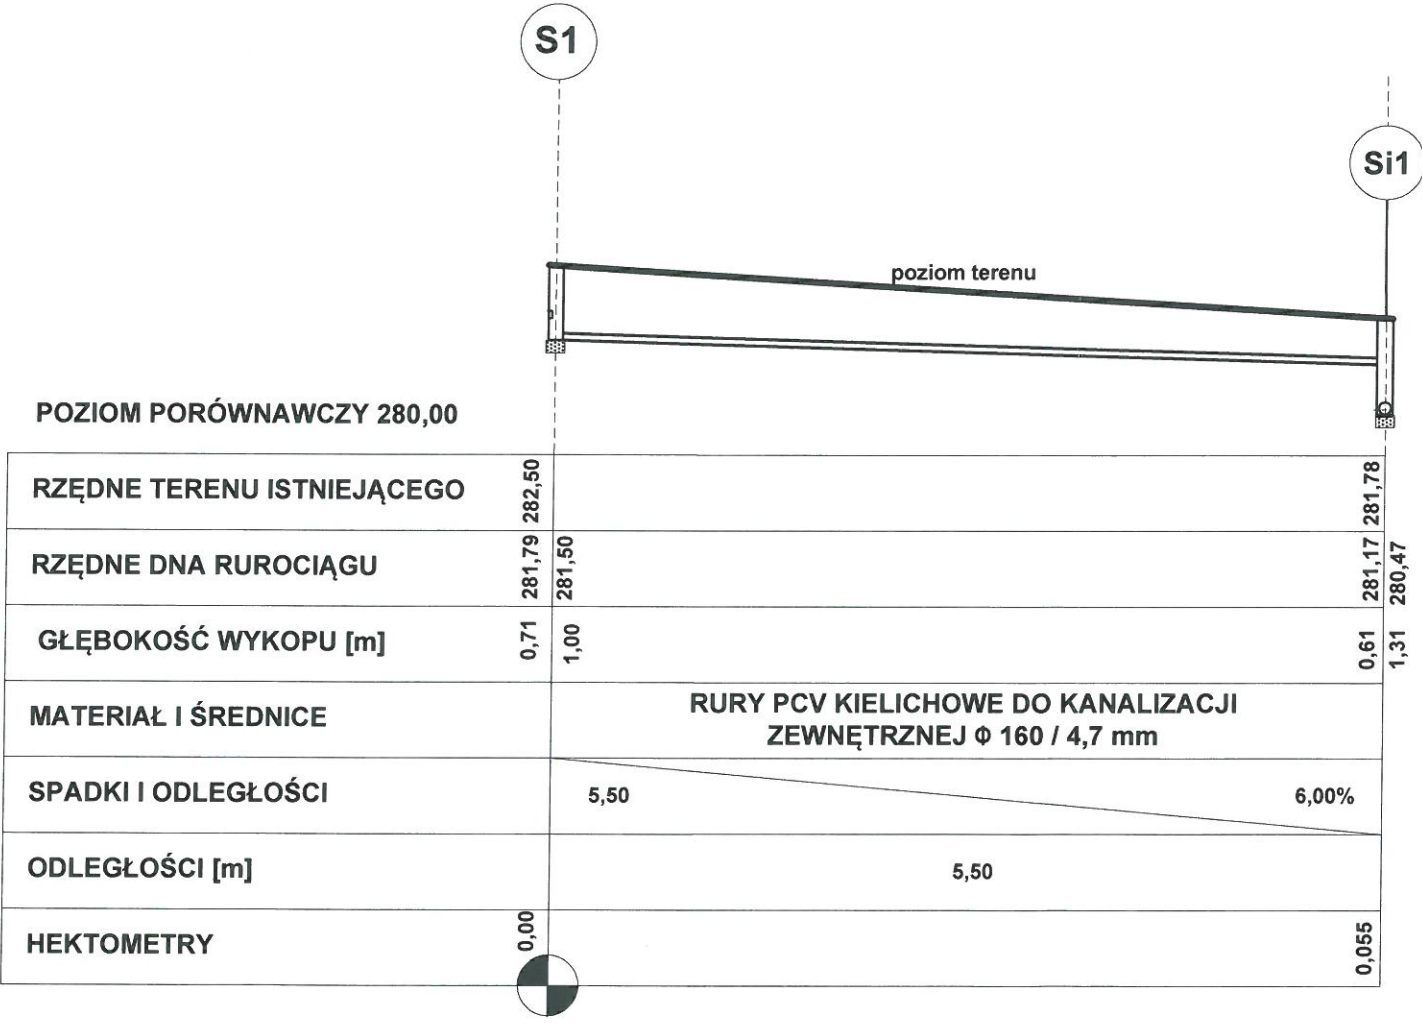 S1
Si1
poziom terenu
POZIOM PORÓWNAWCZY 280,00
RZĘDNE TERENU ISTNIEJĄCEGO 282,50 281,78
RZĘDNE DNA RUROCIĄGU 281,79 281,50 281,17 280,47
GŁĘBOKOŚĆ WYKOPU [m] 0,71 1,00 0,61 1,31
MATERIAŁ I ŚREDNICE
RURY PCV KIELICHOWE DO KANALIZACJI
ZEWNĘTRZNEJ Φ 160 / 4,7 mm
SPADKI I ODLEGŁOŚCI 5,50 6,00%
ODLEGŁOŚCI [m] 5,50
HEKTOMETRY 0,00 0,055